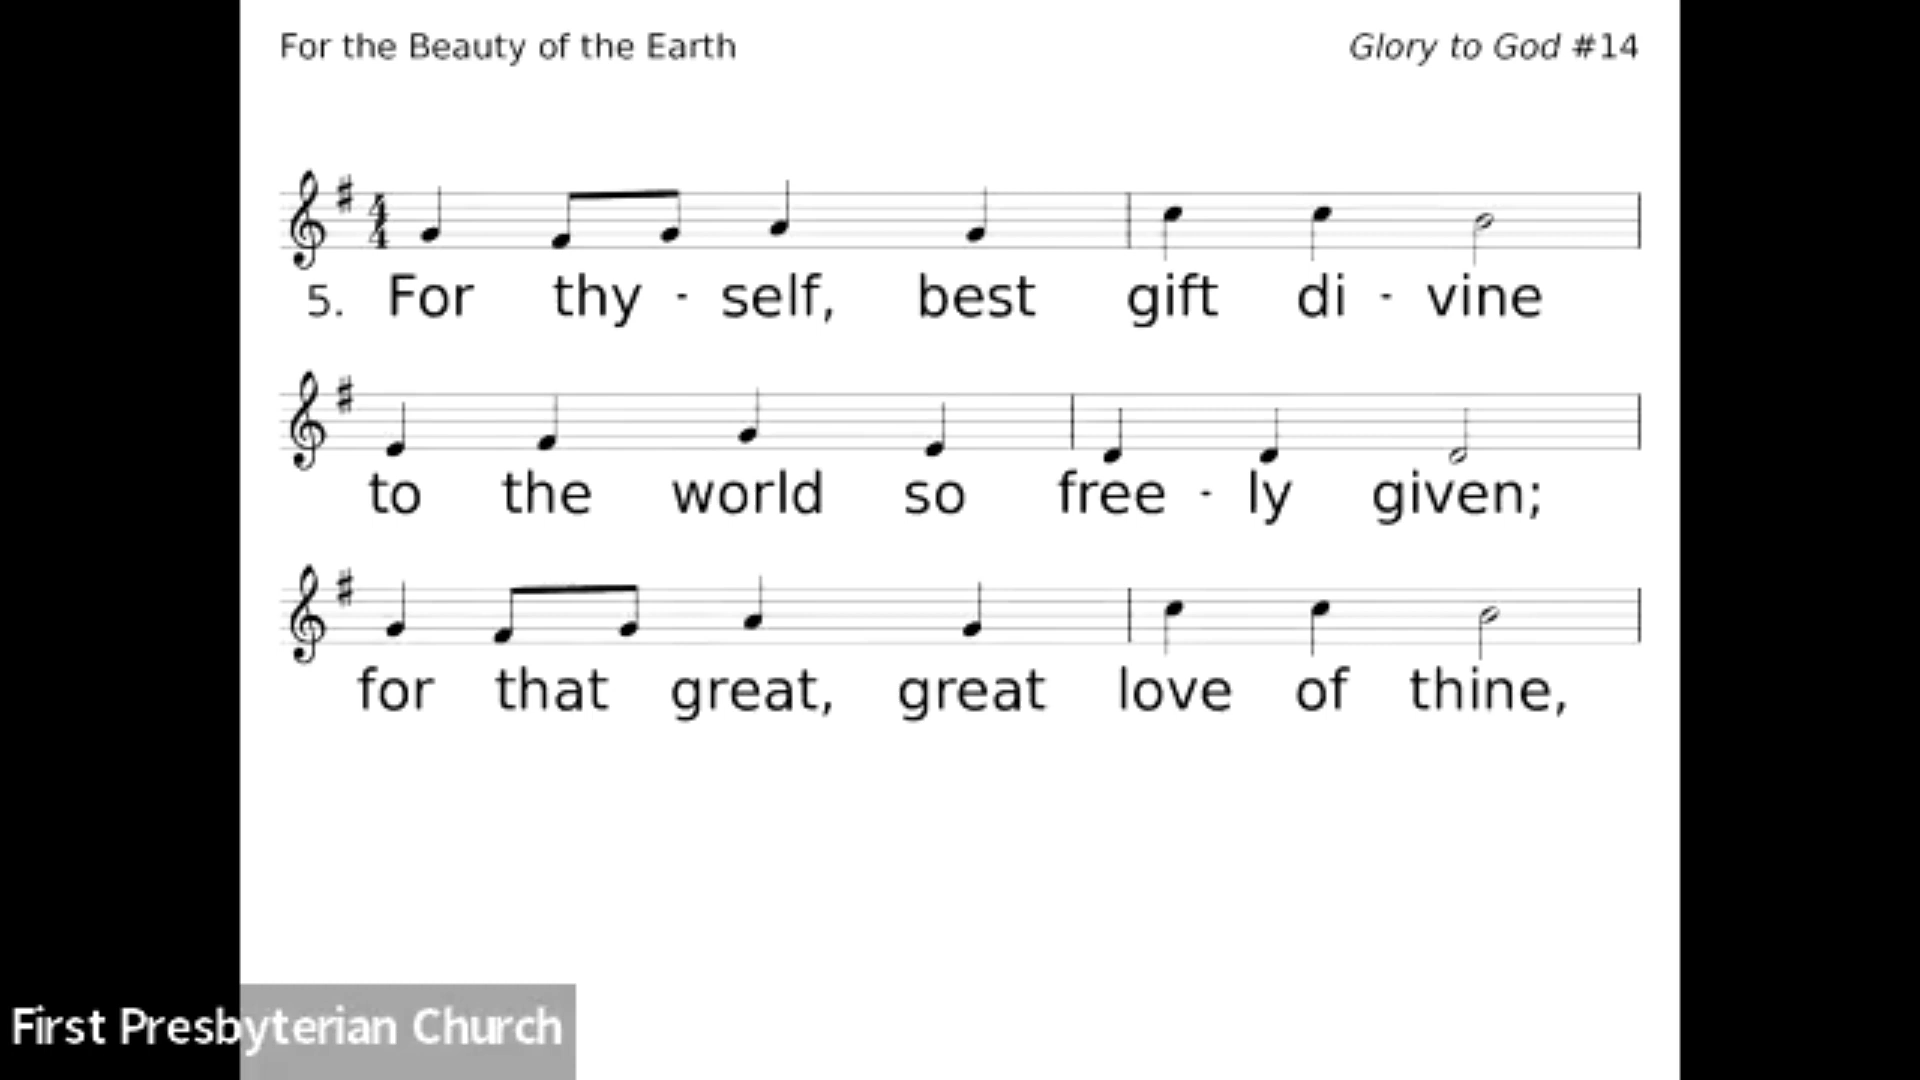 For the Beauty of the Earth
Glory to God #14
5. For thy - self, best gift di - vine
to the world so free - ly given;
for that great, great love of thine,
First Presbyterian Church